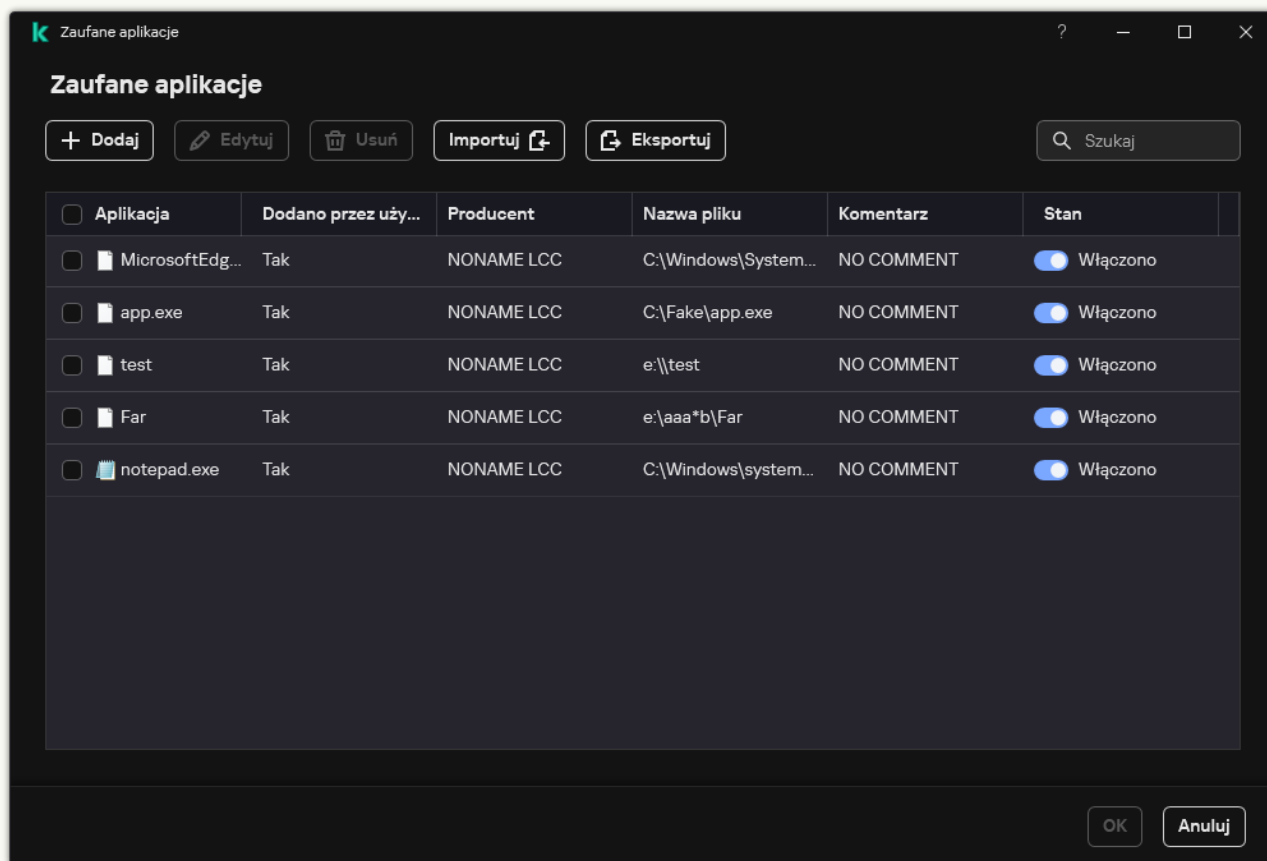 Zaufane aplikacje
Zaufane aplikacje
Dodaj Edytuj Usuń Importuj Eksportuj Szukaj
Aplikacja Dodano przez uży... Producent Nazwa pliku Komentarz Stan
MicrosoftEdg... Tak NONAME LCC C:\Windows\System... NO COMMENT Włączono
app.exe Tak NONAME LCC C:\Fake\app.exe NO COMMENT Włączono
test Tak NONAME LCC e:\\test NO COMMENT Włączono
Far Tak NONAME LCC e:\aaa*b\Far NO COMMENT Włączono
notepad.exe Tak NONAME LCC C:\Windows\system... NO COMMENT Włączono
OK Anuluj